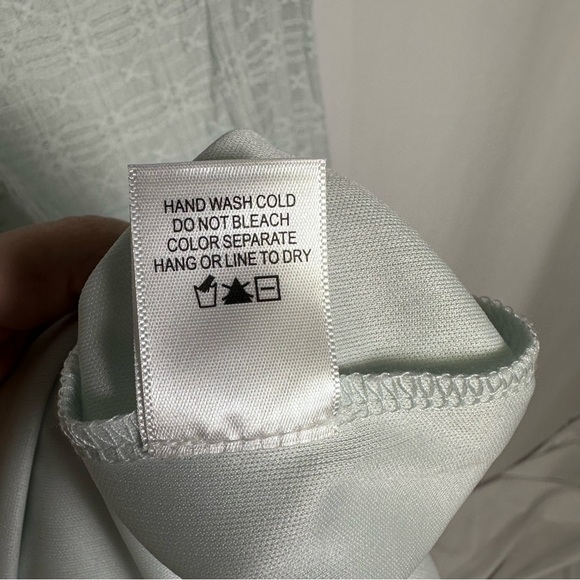 HAND WASH COLD
DO NOT BLEACH
COLOR SEPARATE
HANG OR LINE TO DRY